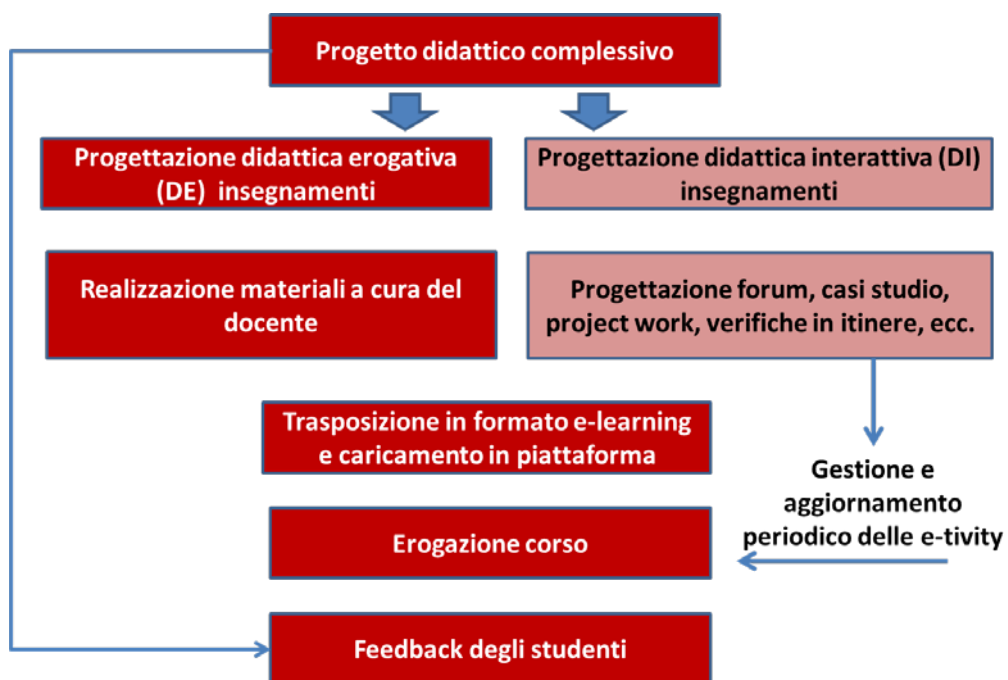 Progetto didattico complessivo
Progettazione didattica erogativa
(DE) insegnamenti
Progettazione didattica interattiva (DI)
insegnamenti
Realizzazione materiali a cura del
docente
Progettazione forum, casi studio,
project work, verifiche in itinere, ecc.
Trasposizione in formato e-learning
e caricamento in piattaforma
Gestione e
aggiornamento
periodico delle e-tivity
Erogazione corso
Feedback degli studenti